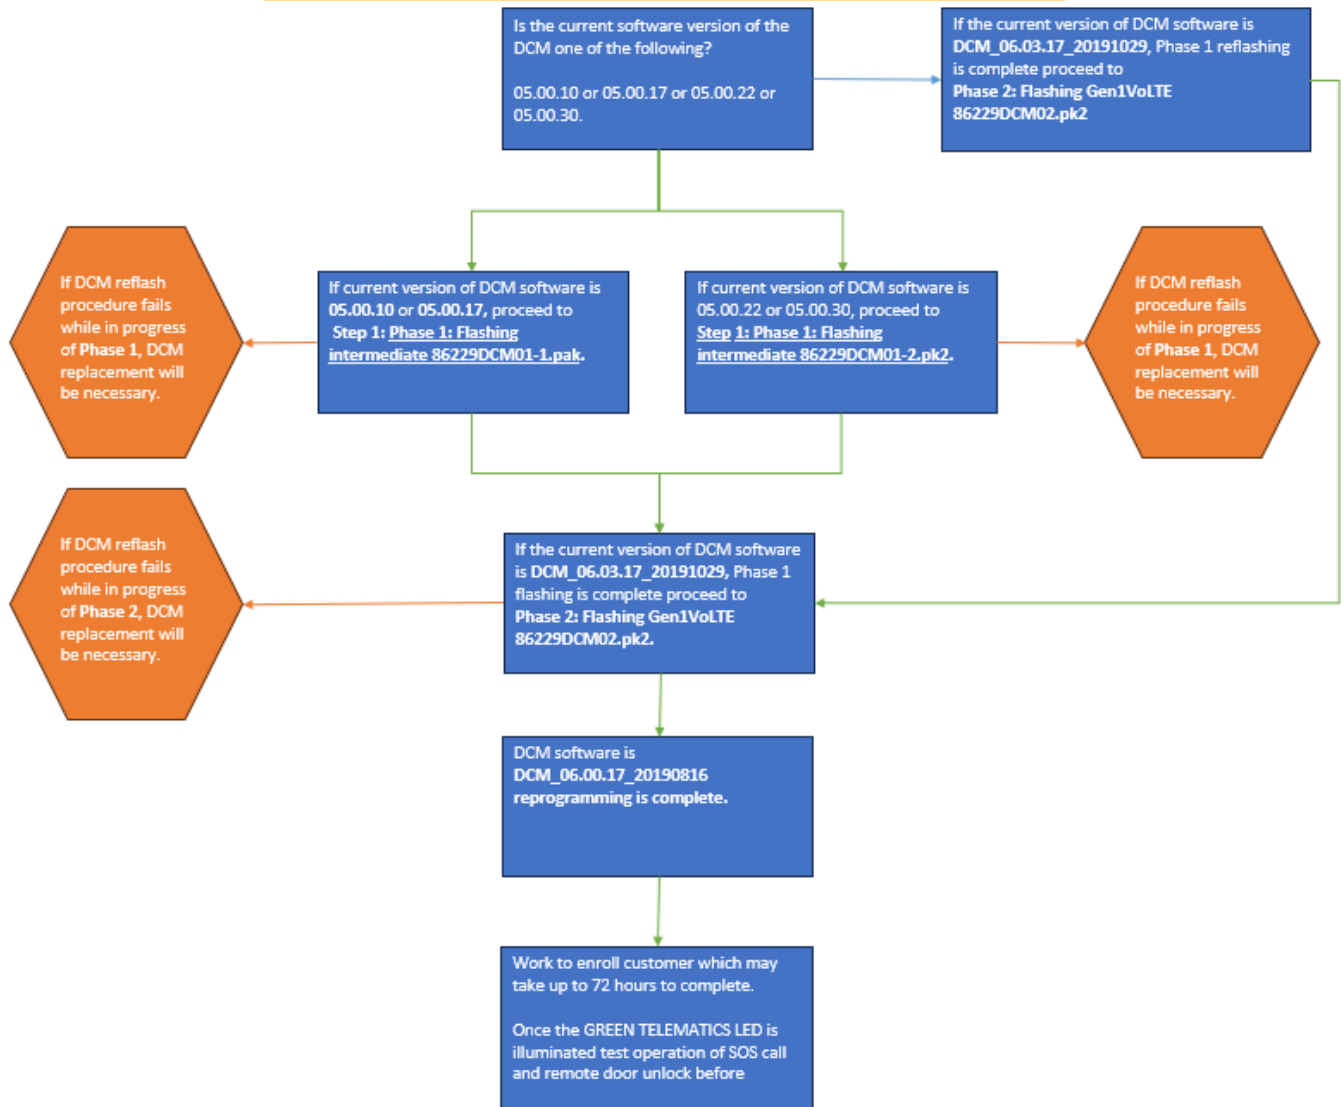 Is the current software version of the
DCM one of the following?
05.00.10 or 05.00.17 or 05.00.22 or
05.00.30.
If the current version of DCM software is
DCM_06.03.17_20191029, Phase 1 reflashing
is complete proceed to
Phase 2: Flashing Gen1VoLTE
86229DCM02.pk2
If DCM reflash
procedure fails
while in progress
of Phase 1, DCM
replacement will
be necessary.
If current version of DCM software is
05.00.10 or 05.00.17, proceed to
Step 1: Phase 1: Flashing
intermediate 86229DCM01-1.pak.
If current version of DCM software is
05.00.22 or 05.00.30, proceed to
Step 1: Phase 1: Flashing
intermediate 86229DCM01-2.pk2.
If DCM reflash
procedure fails
while in progress
of Phase 1, DCM
replacement will
be necessary.
If DCM reflash
procedure fails
while in progress
of Phase 2, DCM
replacement will
be necessary.
If the current version of DCM software
is DCM_06.03.17_20191029, Phase 1
flashing is complete proceed to
Phase 2: Flashing Gen1VoLTE
86229DCM02.pk2.
DCM software is
DCM_06.00.17_20190816
reprogramming is complete.
Work to enroll customer which may
take up to 72 hours to complete.
Once the GREEN TELEMATICS LED is
illuminated test operation of SOS call
and remote door unlock before